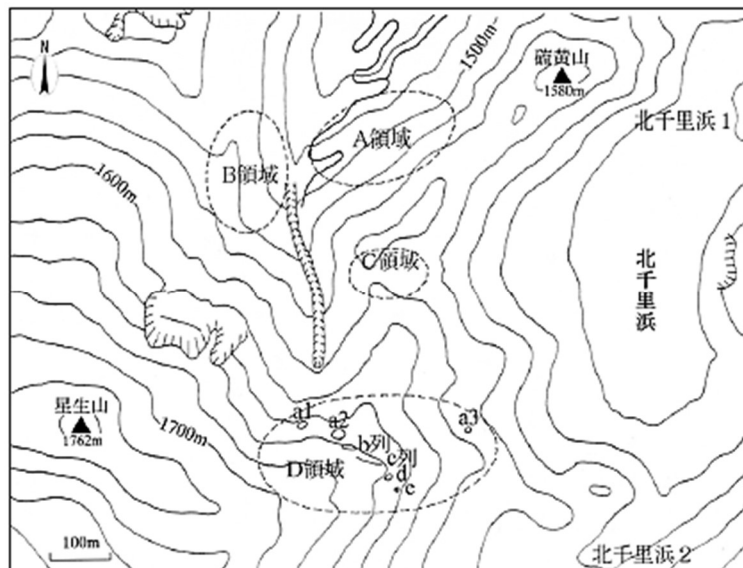 N
1500m
硫黄山
1580m
北千里浜1
A領域
B領域
1600m
C領域
北千里浜
星生山
1762m
1700m
a1
a2
a3
b列
c列
D領域
d
e
100m
北千里浜2